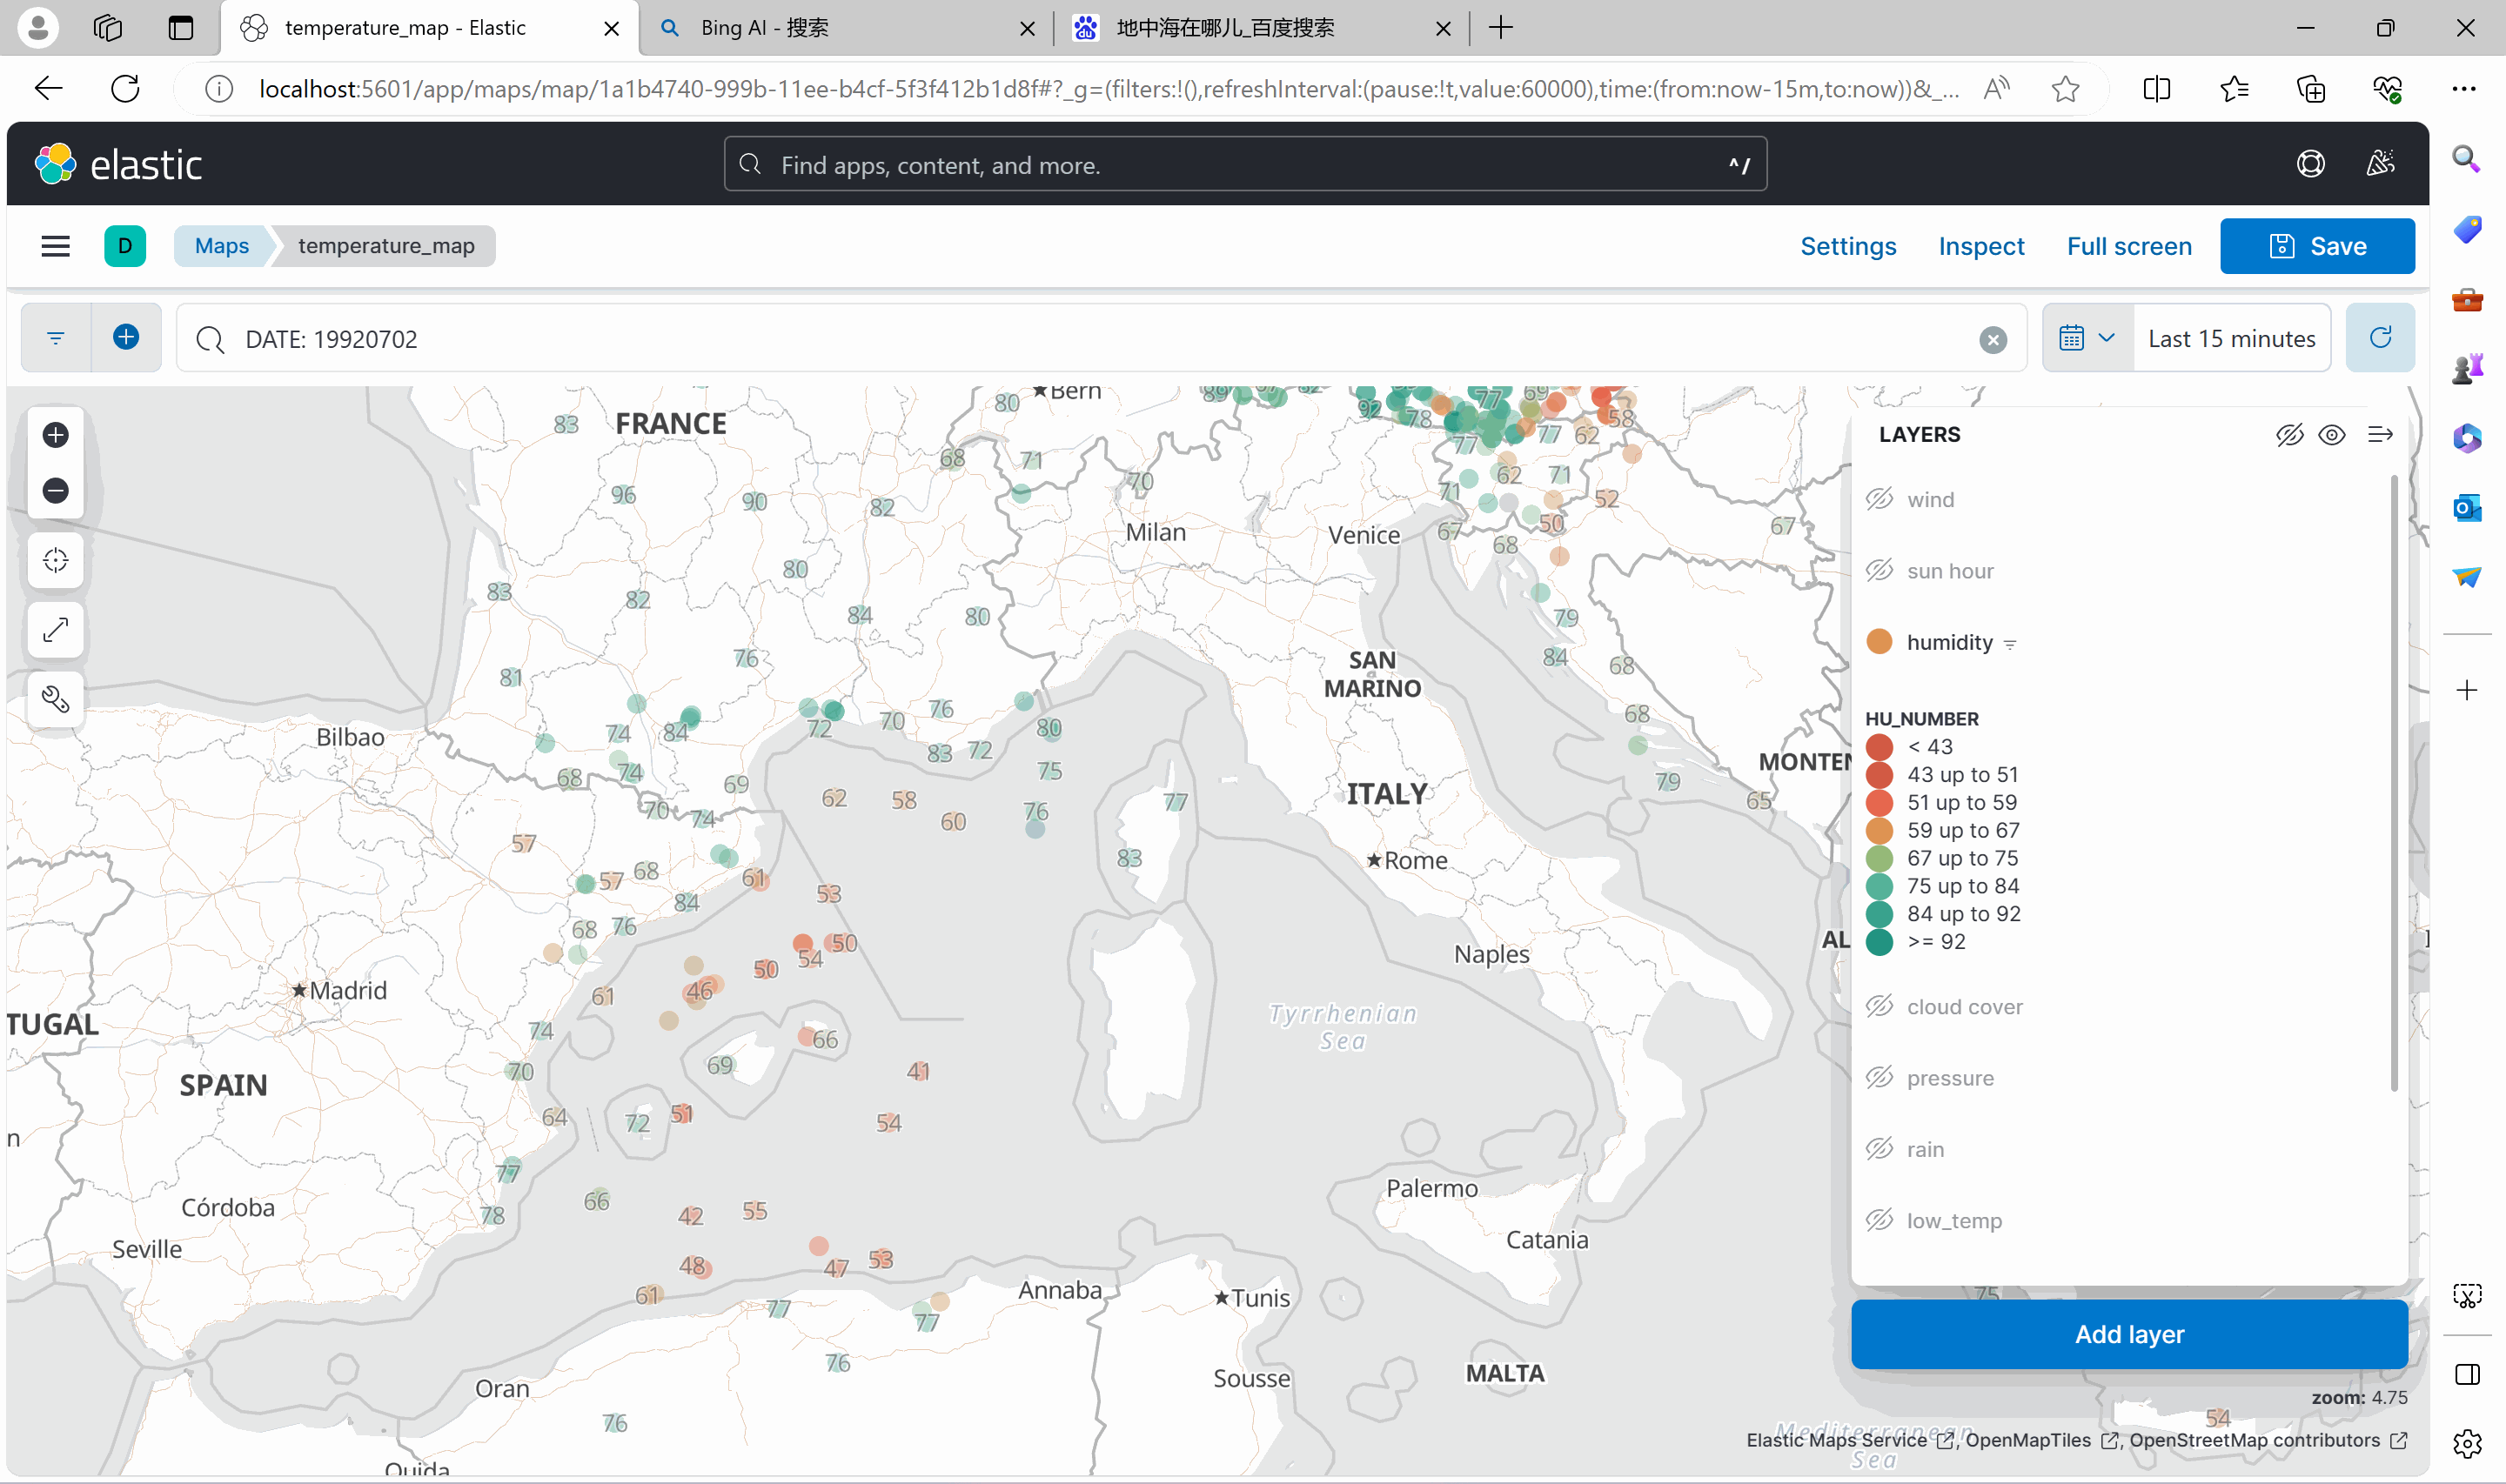 temperature_map - Elastic
Bing AI - 搜索
地中海在哪儿_百度搜索
localhost:5601/app/maps/map/1a1b4740-999b-11ee-b4cf-5f3f412b1d8f#?_g=(filters:!(),refreshInterval:(pause:!t,value:60000),time:(from:now-15m,to:now))&_...
elastic
Find apps, content, and more.
^/
D
Maps
temperature_map
Settings
Inspect
Full screen
Save
DATE: 19920702
Last 15 minutes
Bern
FRANCE
83
80
89
82
92
78
77
69
58
77
77
62
68
71
70
62
71
71
52
96
90
82
50
67
67
Milan
Venice
68
80
83
82
84
80
79
76
84
68
81
SAN
MARINO
68
76
70
74
84
72
80
Bilbao
83
72
75
MONTEN
68
74
69
79
62
58
77
ITALY
65
70
74
60
76
57
83
Rome
68
57
61
53
84
68
76
50
54
Naples
50
61
46
Madrid
Tyrrhenian
Sea
TUGAL
74
66
69
SPAIN
70
41
64
72
51
54
n
77
66
Palermo
Córdoba
78
42
55
Seville
Catania
48
47
53
61
Annaba
Tunis
77
77
76
Oran
Sousse
MALTA
76
Oujda
AL
LAYERS
wind
sun hour
humidity
HU_NUMBER
< 43
43 up to 51
51 up to 59
59 up to 67
67 up to 75
75 up to 84
84 up to 92
>= 92
cloud cover
pressure
rain
low_temp
75
Add layer
zoom: 4.75
54
Mediterranean
Sea
Elastic Maps Service , OpenMapTiles , OpenStreetMap contributors